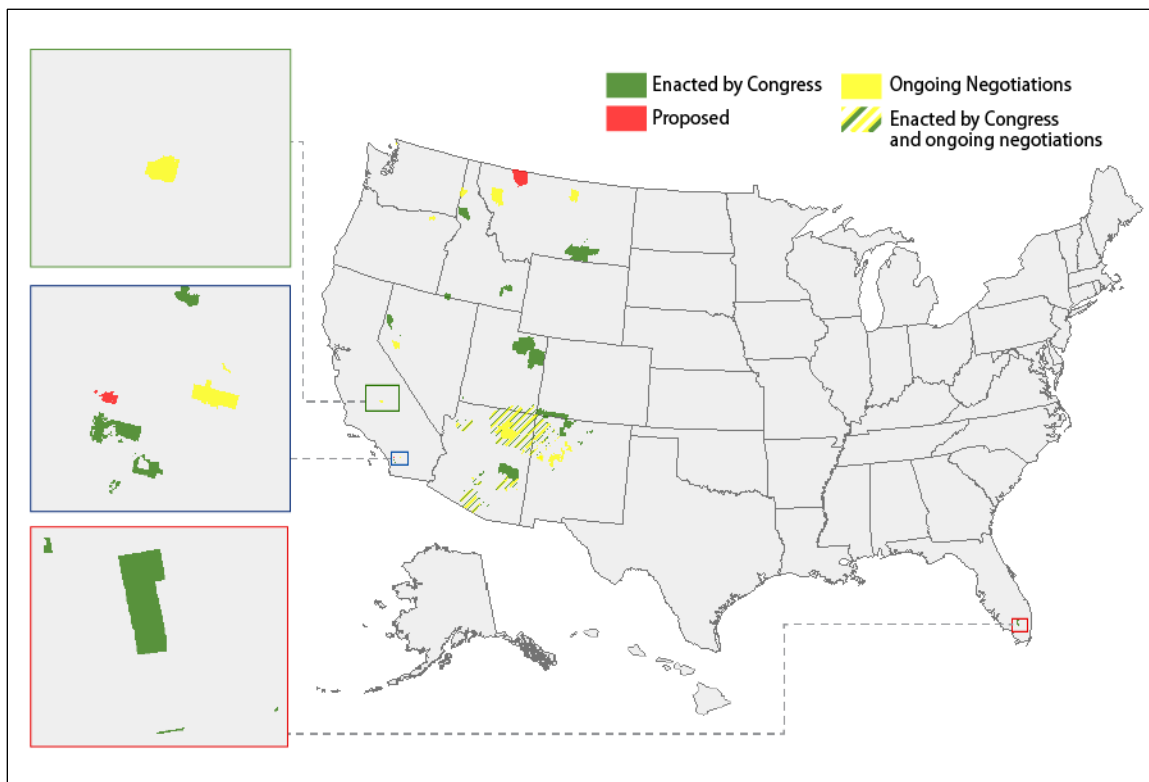 Enacted by Congress
Ongoing Negotiations
Proposed
Enacted by Congress
and ongoing negotiations